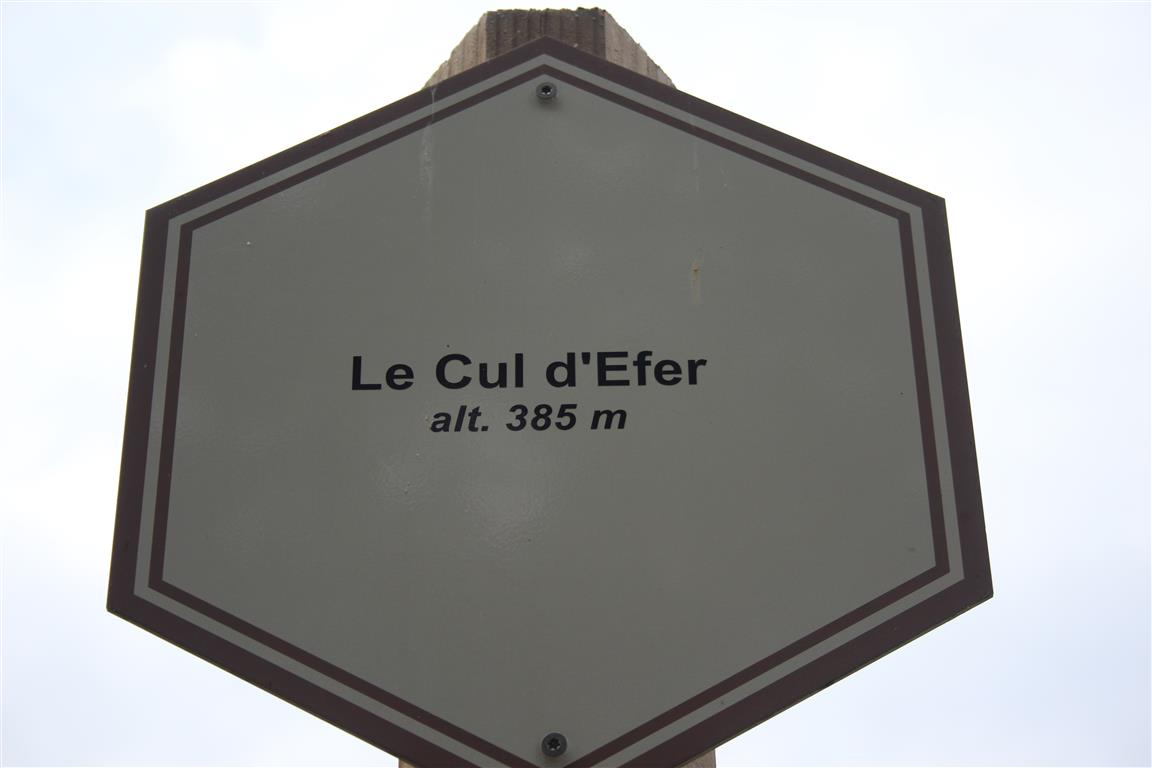 Le Cul d'Efer
alt. 385 m